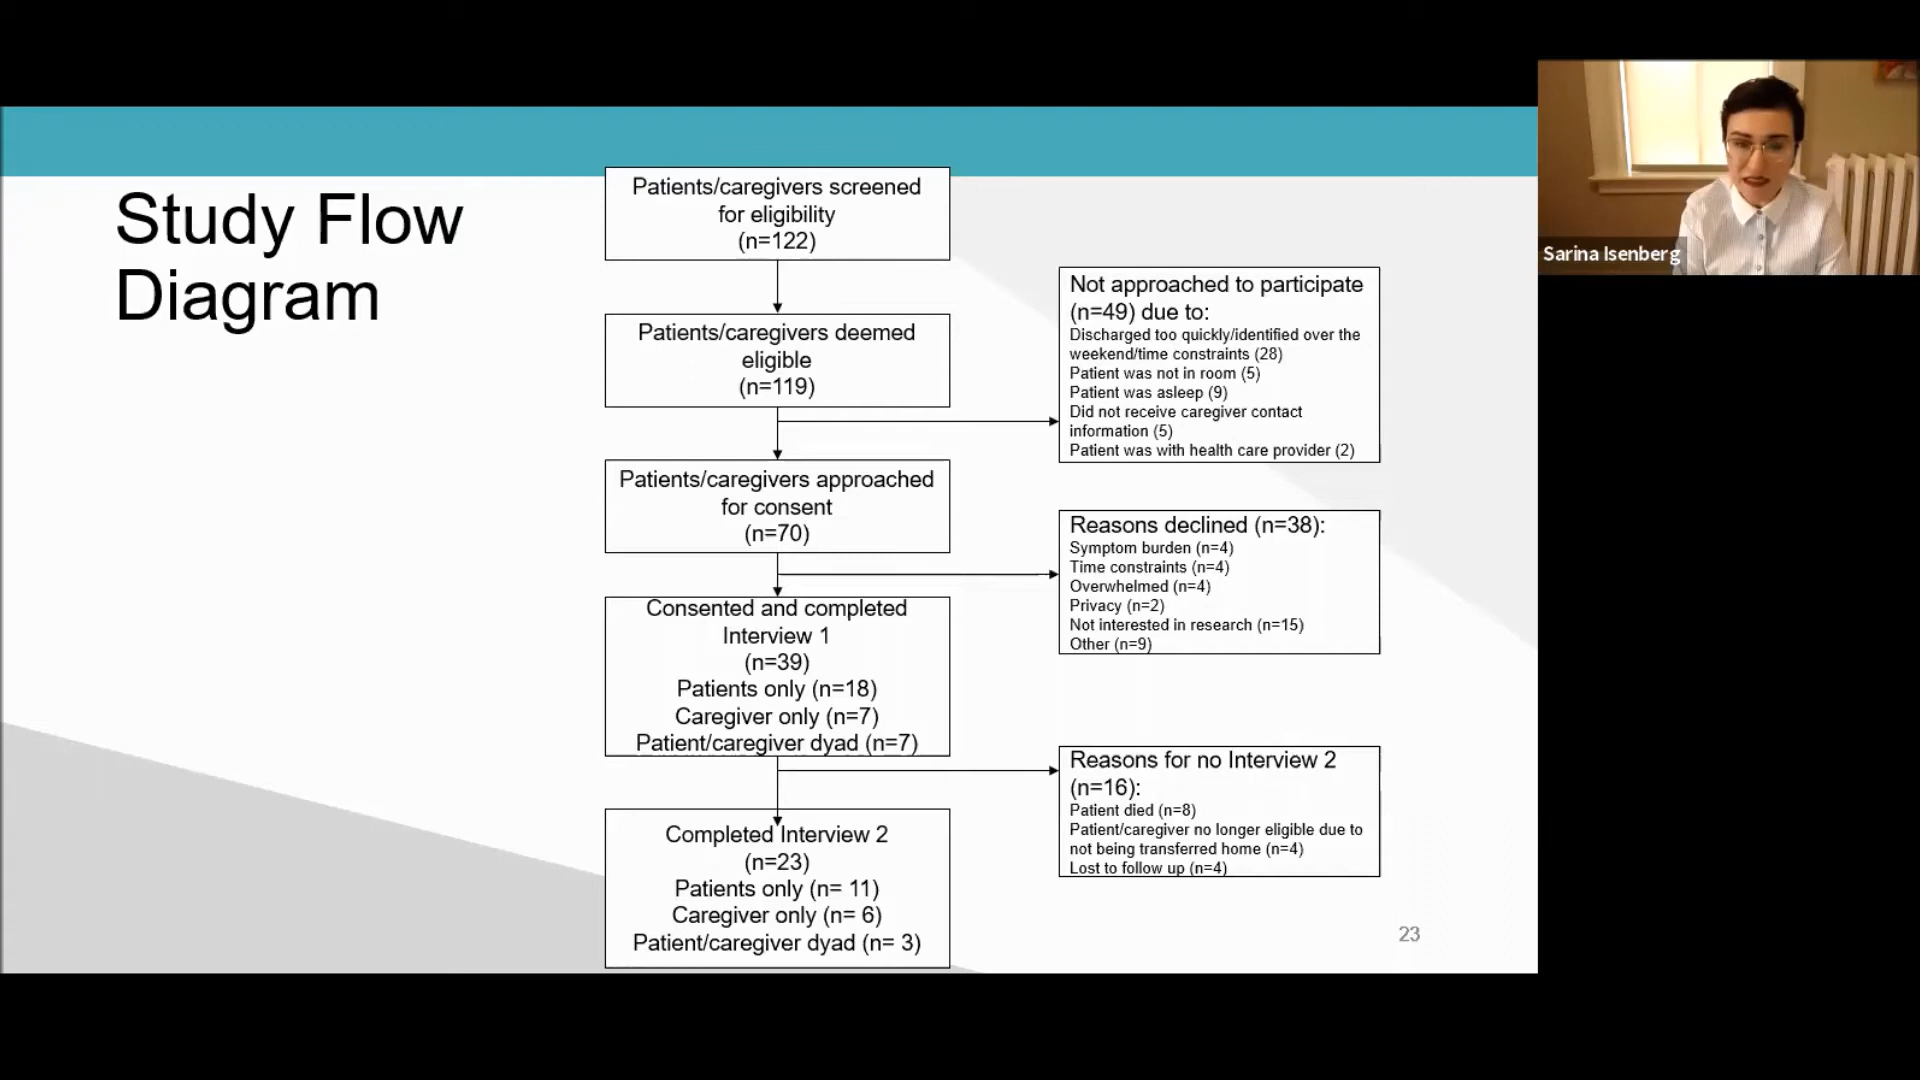 Study Flow
Diagram
Patients/caregivers screened
for eligibility
(n=122)
Patients/caregivers deemed
eligible
(n=119)
Not approached to participate
(n=49) due to:
Discharged too quickly/identified over the
weekend/time constraints (28)
Patient was not in room (5)
Patient was asleep (9)
Did not receive caregiver contact
information (5)
Patient was with health care provider (2)
Patients/caregivers approached
for consent
(n=70)
Reasons declined (n=38):
Symptom burden (n=4)
Time constraints (n=4)
Overwhelmed (n=4)
Privacy (n=2)
Not interested in research (n=15)
Other (n=9)
Consented and completed
Interview 1
(n=39)
Patients only (n=18)
Caregiver only (n=7)
Patient/caregiver dyad (n=7)
Reasons for no Interview 2
(n=16):
Patient died (n=8)
Patient/caregiver no longer eligible due to
not being transferred home (n=4)
Lost to follow up (n=4)
Completed Interview 2
(n=23)
Patients only (n= 11)
Caregiver only (n= 6)
Patient/caregiver dyad (n= 3)
23
Sarina Isenberg